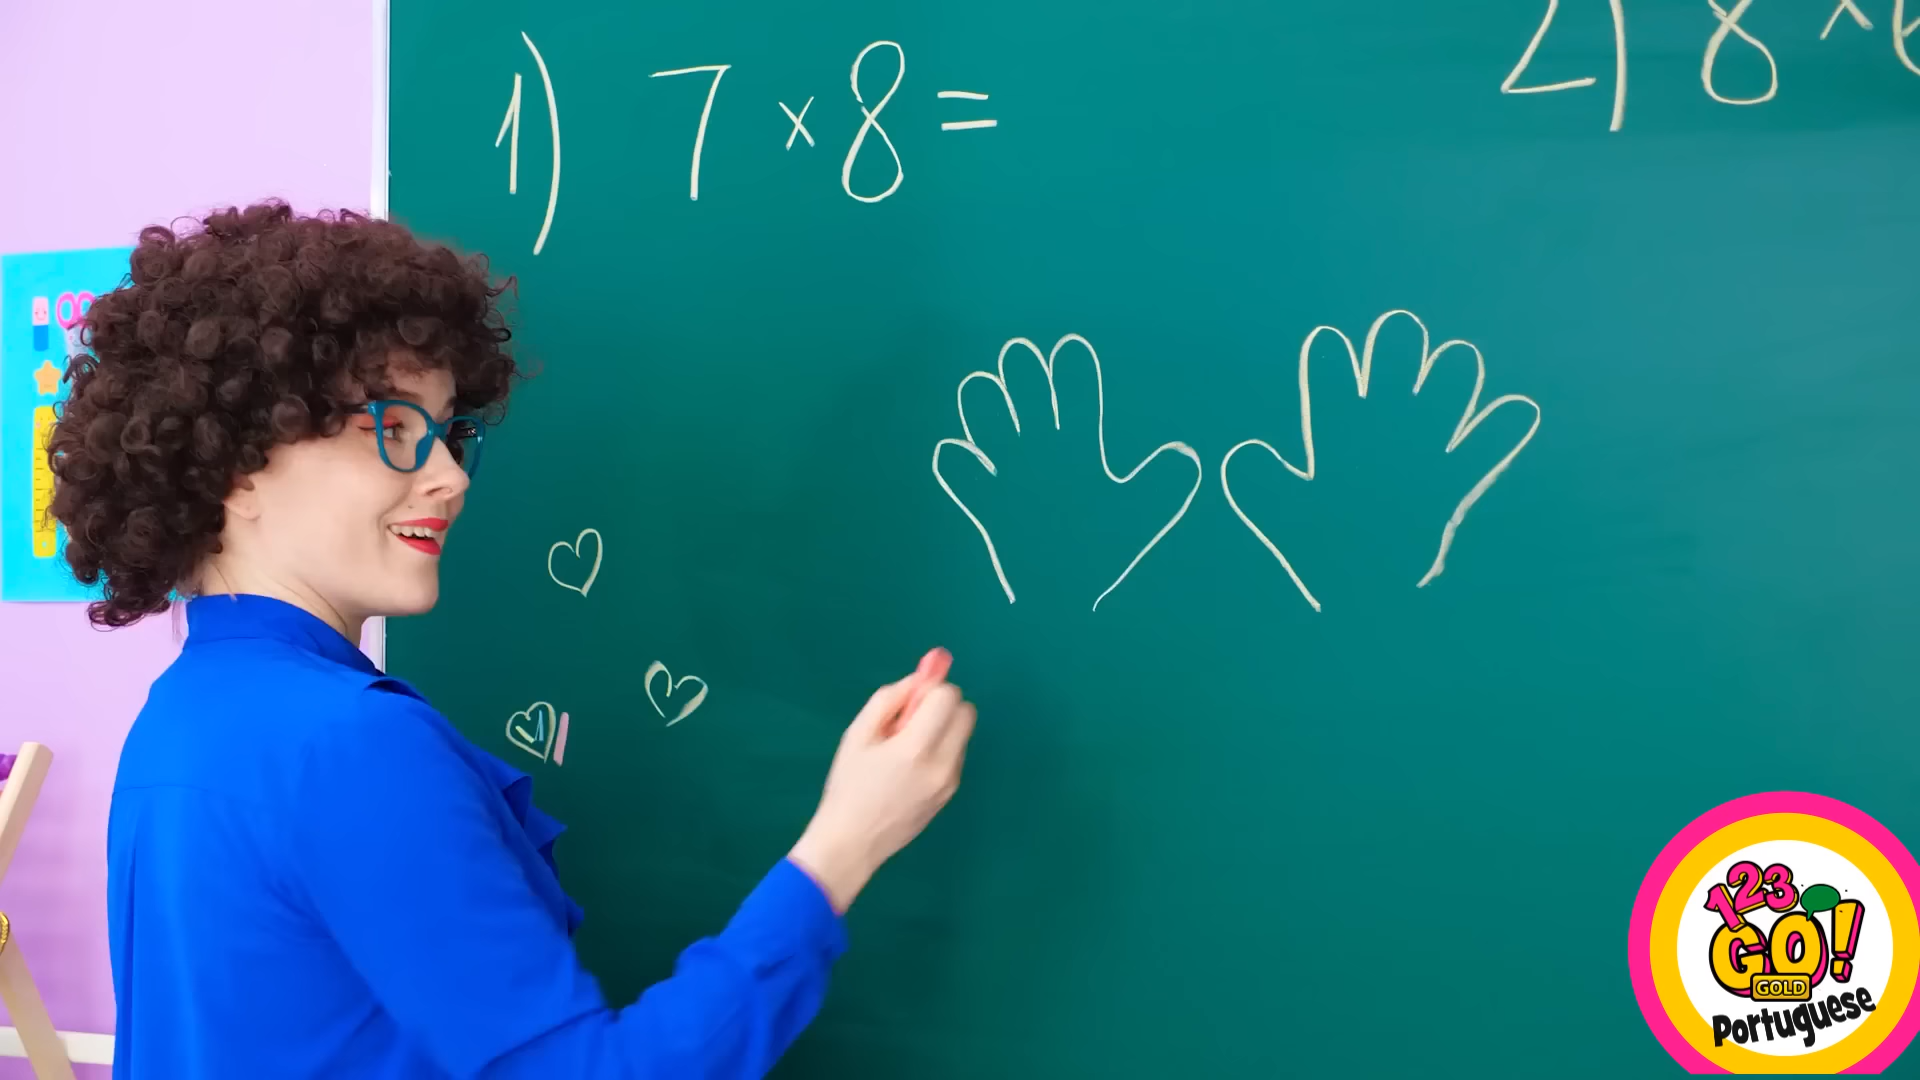 1) 7 × 8 =
2) 8 ×
123
GO!
GOLD
Portuguese